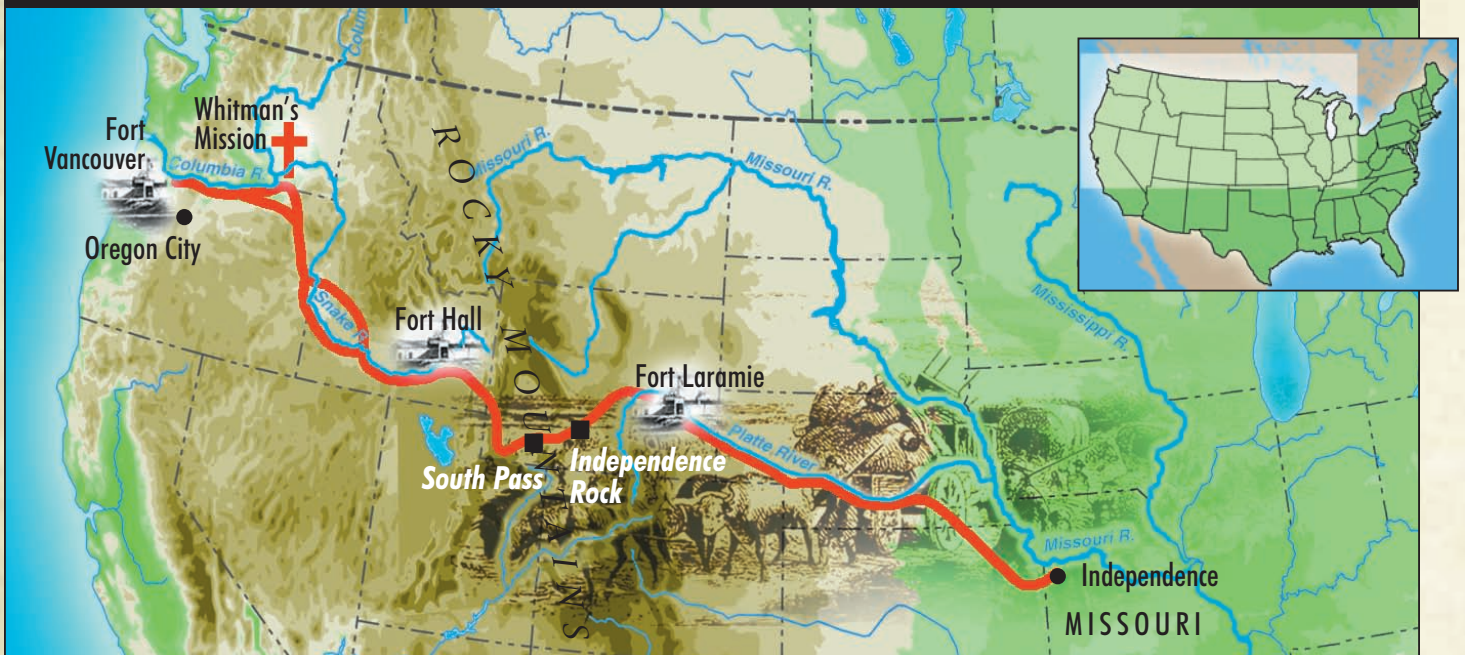 Colum
Whitman's
Mission
Fort
Vancouver
Columbia R.
Oregon City
ROCKY MOUNTAINS
Missouri R.
Missouri R.
Mississippi R.
Snake R.
Fort Hall
Fort Laramie
Platte River
South Pass
Independence
Rock
Missouri R.
Independence
MISSOURI